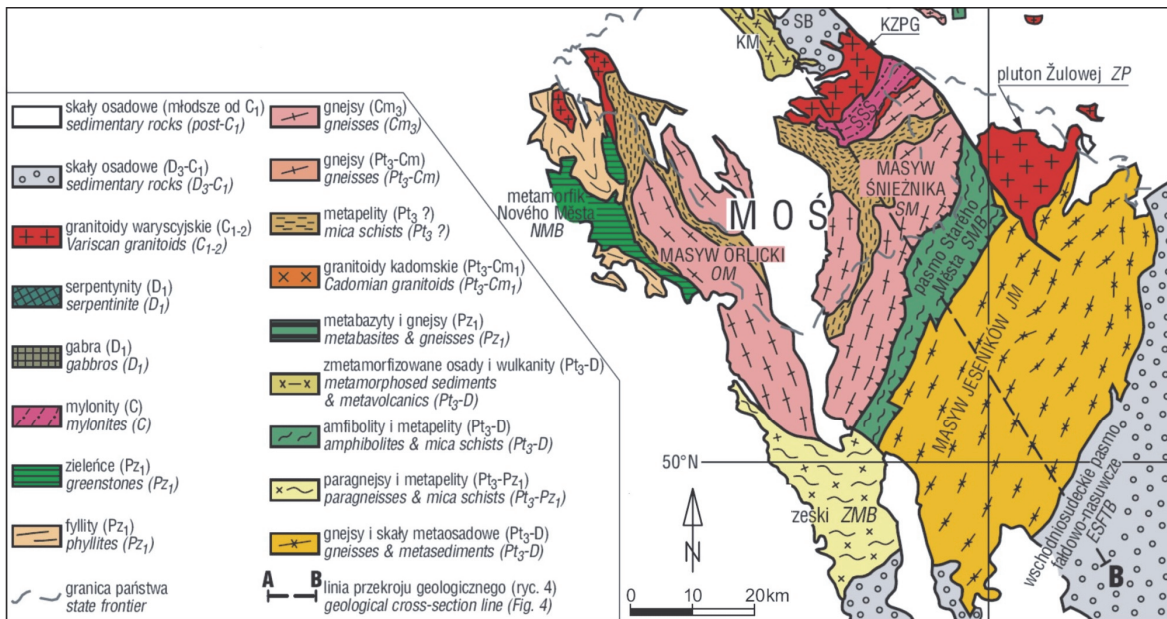 skały osadowe (młodsze od C1)
sedimentary rocks (post-C1)
skały osadowe (D3-C1)
sedimentary rocks (D3-C1)
granitoidy waryscyjskie (C1-2)
Variscan granitoids (C1-2)
serpentynity (D1)
serpentinite (D1)
gabra (D1)
gabbros (D1)
mylonity (C)
mylonites (C)
zieleńce (Pz1)
greenstones (Pz1)
fyllity (Pz1)
phyllites (Pz1)
granica państwa
state frontier
gnejsy (Cm3)
gneisses (Cm3)
gnejsy (Pt3-Cm)
gneisses (Pt3-Cm)
metapelity (Pt3 ?)
mica schists (Pt3 ?)
granitoidy kadomskie (Pt3-Cm1)
Cadomian granitoids (Pt3-Cm1)
metabazyty i gnejsy (Pz1)
metabasites & gneisses (Pz1)
zmetamorfizowane osady i wulkanity (Pt3-D)
metamorphosed sediments
& metavolcanics (Pt3-D)
amfibolity i metapelity (Pt3-D)
amphibolites & mica schists (Pt3-D)
paragnejsy i metapelity (Pt3-Pz1)
paragneisses & mica schists (Pt3-Pz1)
gnejsy i skały metaosadowe (Pt3-D)
gneisses & metasediments (Pt3-D)
A B
linia przekroju geologicznego (ryc. 4)
geological cross-section line (Fig. 4)
SB
KM
KZPG
pluton Žulowej ZP
SSS
MASYW
ŚNIEŻNIKA
SM
metamorfik
Nového Města
NMB
MOŚ
MASYW ORLICKI
OM
pasmo Starégo
Města
SMB
MASYW JESENIKÓW JM
50°N
zeski ZMB
wschodniosudeckie pasmo
fałdowo-nasuwcze
ESFTB
B
N
0 10 20km